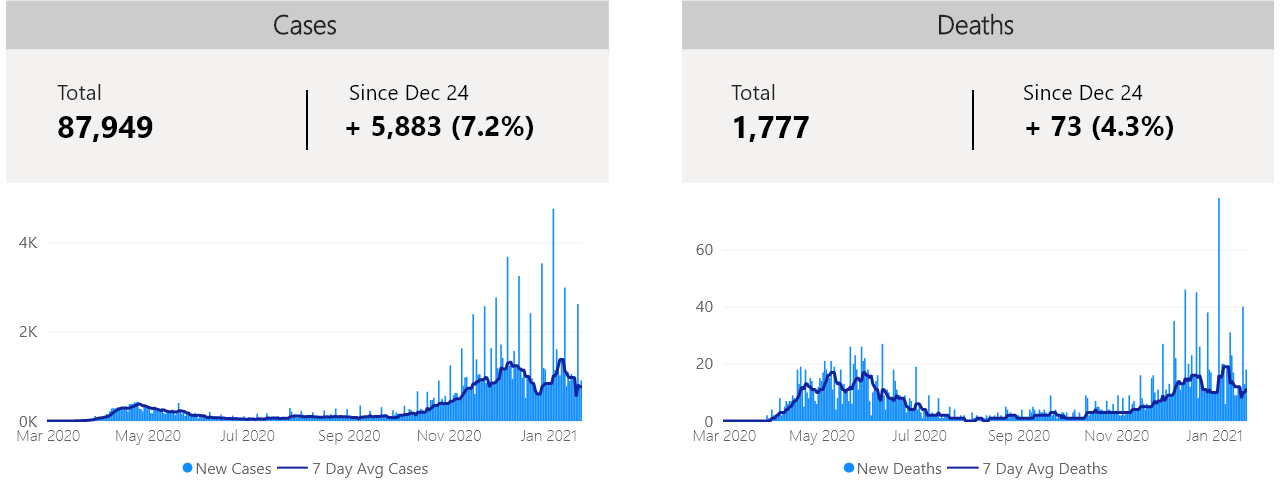 Cases
Total
87,949
Since Dec 24
+ 5,883 (7.2%)
4K
2K
0K
Mar 2020 May 2020 Jul 2020 Sep 2020 Nov 2020 Jan 2021
New Cases 7 Day Avg Cases
Deaths
Total
1,777
Since Dec 24
+ 73 (4.3%)
60
40
20
0
Mar 2020 May 2020 Jul 2020 Sep 2020 Nov 2020 Jan 2021
New Deaths 7 Day Avg Deaths